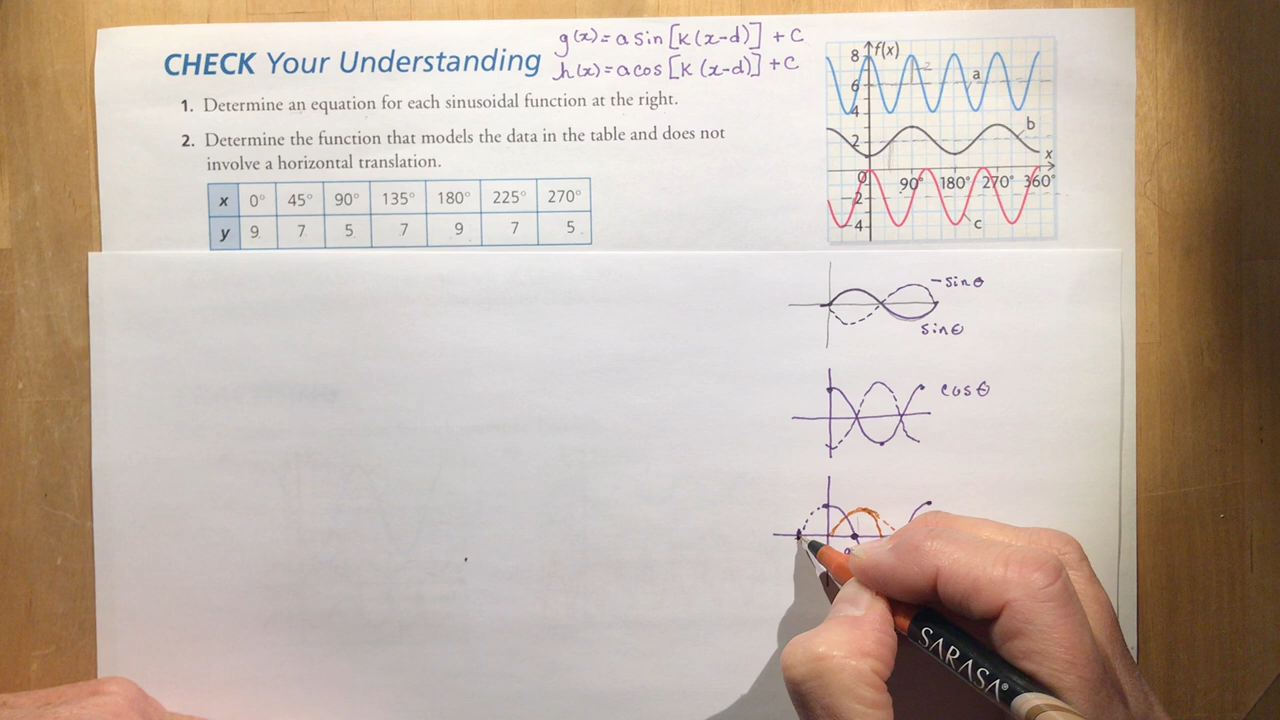 CHECK Your Understanding
g(x)=a sin [k(x-d)] + c
h(x)=a cos [k(x-d)] + c
1. Determine an equation for each sinusoidal function at the right.
2. Determine the function that models the data in the table and does not
involve a horizontal translation.
x 0° 45° 90° 135° 180° 225° 270°
y 9 7 5 7 9 7 5
8 f(x)
6 a
4
2 b
x
0 90° 180° 270° 360°
-2
-4 c
-sinθ
sinθ
cosθ
SARASA®